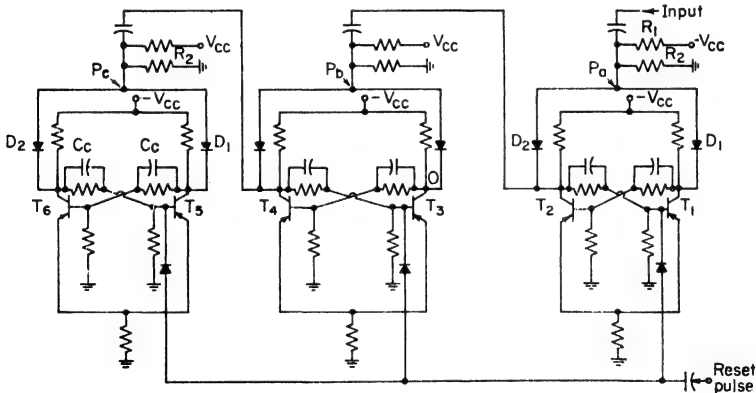 Input
R₁
-Vcc
R₂
Pa
-Vcc
D₂
D₁
T₂
T₁
Vcc
Pb
-Vcc
O
T₄
T₃
R₂
Vcc
Pc
-Vcc
D₂
Cc
Cc
D₁
T₆
T₅
Reset
pulse